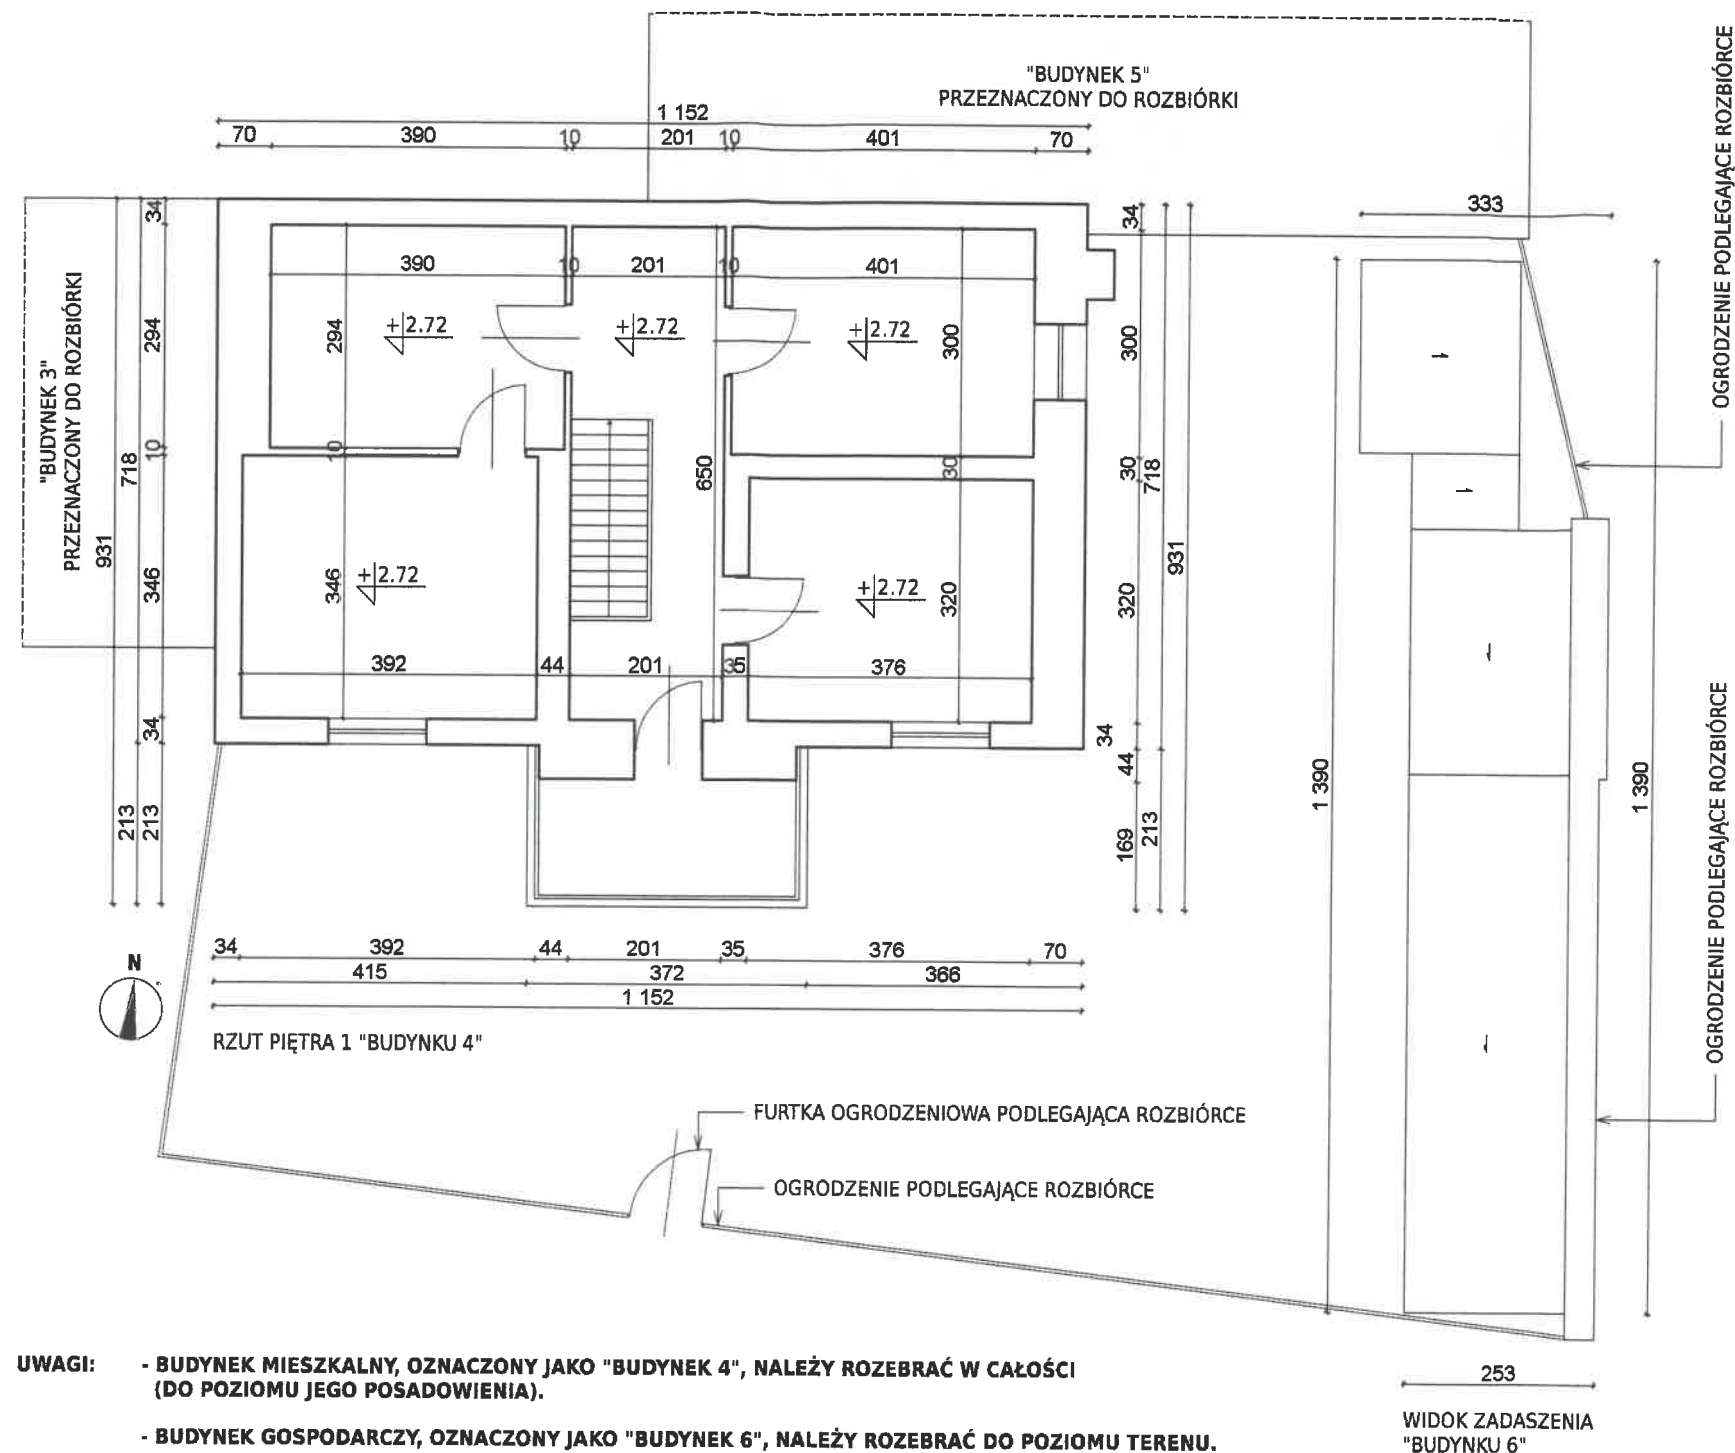 "BUDYNEK 5"
PRZEZNACZONY DO ROZBIÓRKI
1 152
70 390 10 201 10 401 70
333
34
294
10
346
34
213
718
213
931
"BUDYNEK 3"
PRZEZNACZONY DO ROZBIÓRKI
390 10 201 10 401
294
+2.72
+2.72
+2.72
300
10
650
30
346
+2.72
+2.72
320
392 44 201 35 376
34
300
30
320
34
44
169
718
213
931
1 390
1 390
OGRODZENIE PODLEGAJĄCE ROZBIÓRCE
OGRODZENIE PODLEGAJĄCE ROZBIÓRCE
34 392 44 201 35 376 70
415 372 366
1 152
N
RZUT PIĘTRA 1 "BUDYNKU 4"
FURTKA OGRODZENIOWA PODLEGAJĄCA ROZBIÓRCE
OGRODZENIE PODLEGAJĄCE ROZBIÓRCE
UWAGI: - BUDYNEK MIESZKALNY, OZNACZONY JAKO "BUDYNEK 4", NALEŻY ROZEBRAĆ W CAŁOŚCI
(DO POZIOMU JEGO POSADOWIENIA).
- BUDYNEK GOSPODARCZY, OZNACZONY JAKO "BUDYNEK 6", NALEŻY ROZEBRAĆ DO POZIOMU TERENU.
253
WIDOK ZADASZENIA
"BUDYNKU 6"